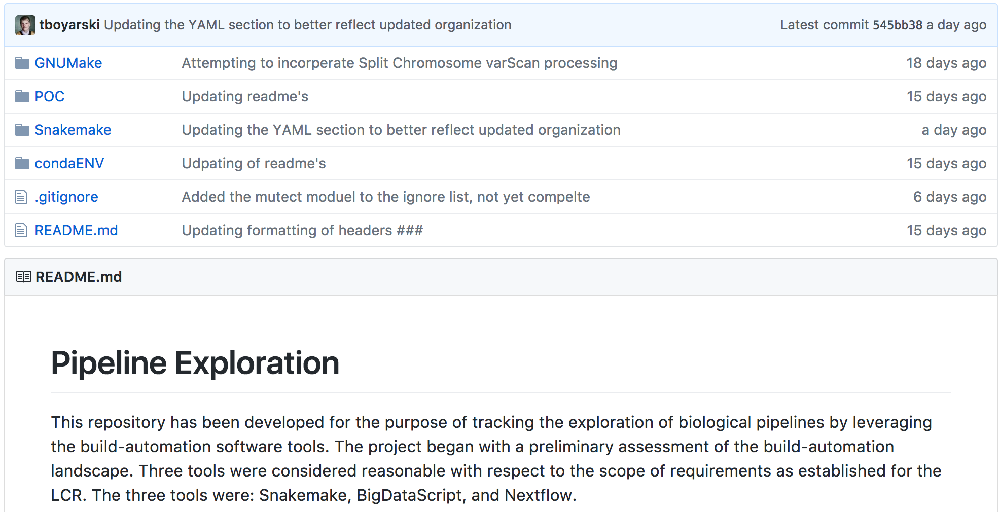 tboyarski Updating the YAML section to better reflect updated organization Latest commit 545bb38 a day ago
GNUMake Attempting to incorperate Split Chromosome varScan processing 18 days ago
POC Updating readme's 15 days ago
Snakemake Updating the YAML section to better reflect updated organization a day ago
condaENV Udpating of readme's 15 days ago
.gitignore Added the mutect moduel to the ignore list, not yet compelte 6 days ago
README.md Updating formatting of headers ### 15 days ago
README.md
Pipeline Exploration
This repository has been developed for the purpose of tracking the exploration of biological pipelines by leveraging
the build-automation software tools. The project began with a preliminary assessment of the build-automation
landscape. Three tools were considered reasonable with respect to the scope of requirements as established for the
LCR. The three tools were: Snakemake, BigDataScript, and Nextflow.